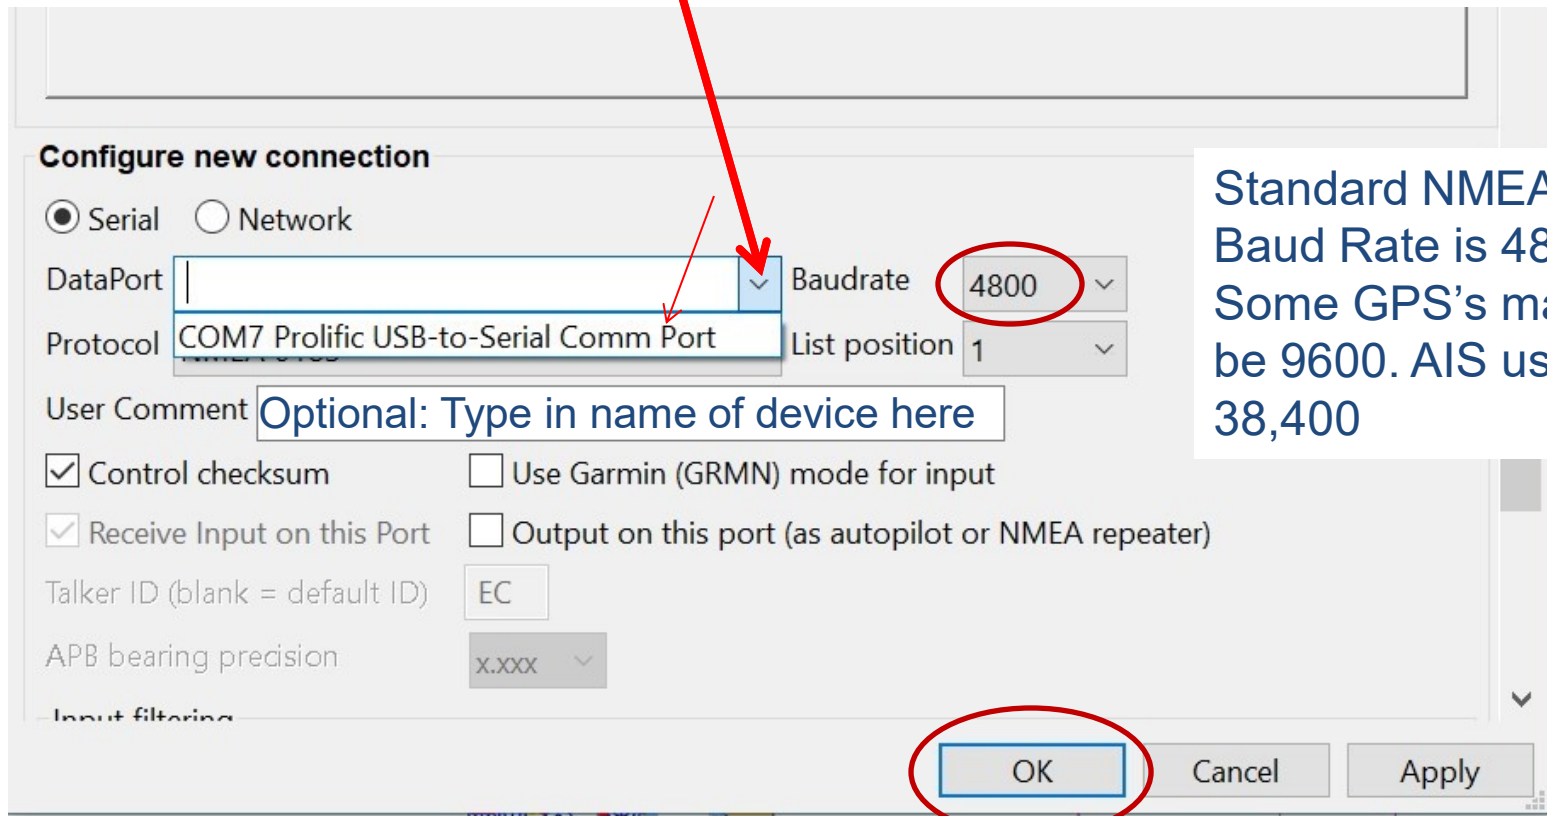 Configure new connection
Serial Network
DataPort Baudrate 4800
COM7 Prolific USB-to-Serial Comm Port
Protocol List position 1
User Comment Optional: Type in name of device here
Control checksum Use Garmin (GRMN) mode for input
Receive Input on this Port Output on this port (as autopilot or NMEA repeater)
Talker ID (blank = default ID) EC
APB bearing precision x.xxx
Input filtering
OK Cancel Apply
Standard NMEA
Baud Rate is 48
Some GPS's ma
be 9600. AIS us
38,400